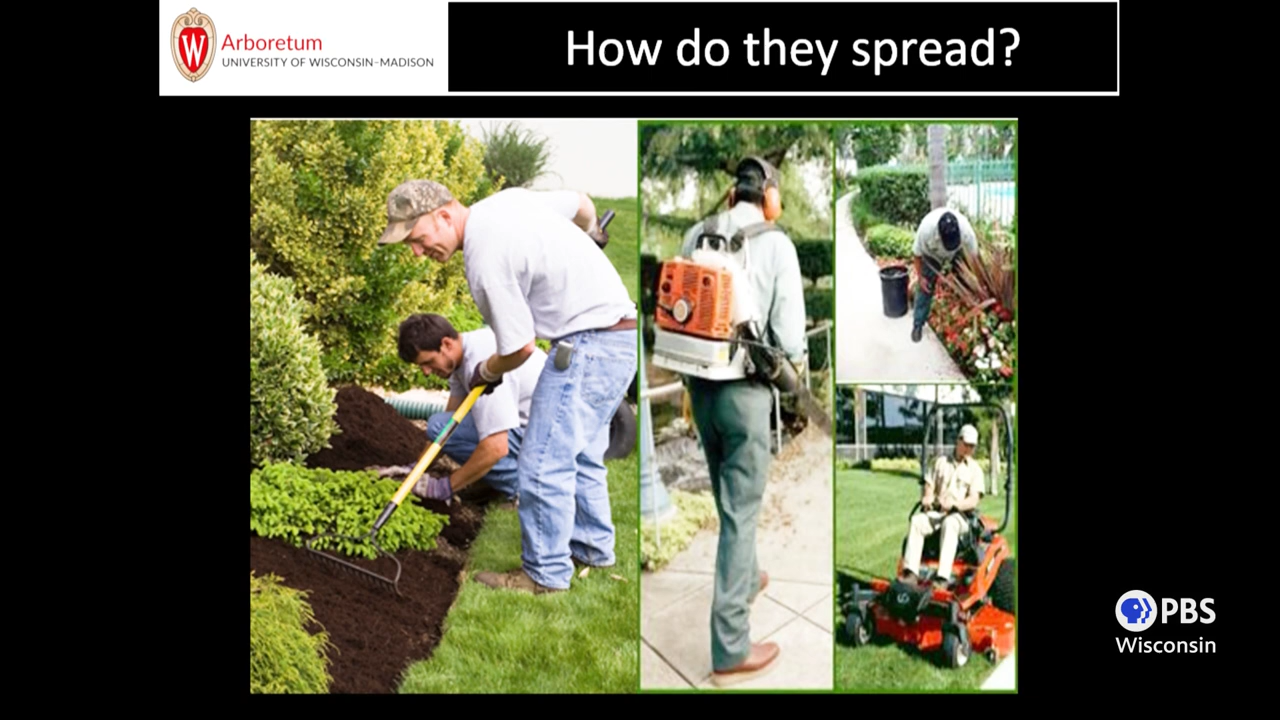 W
Arboretum
UNIVERSITY OF WISCONSIN–MADISON
How do they spread?
PBS
Wisconsin